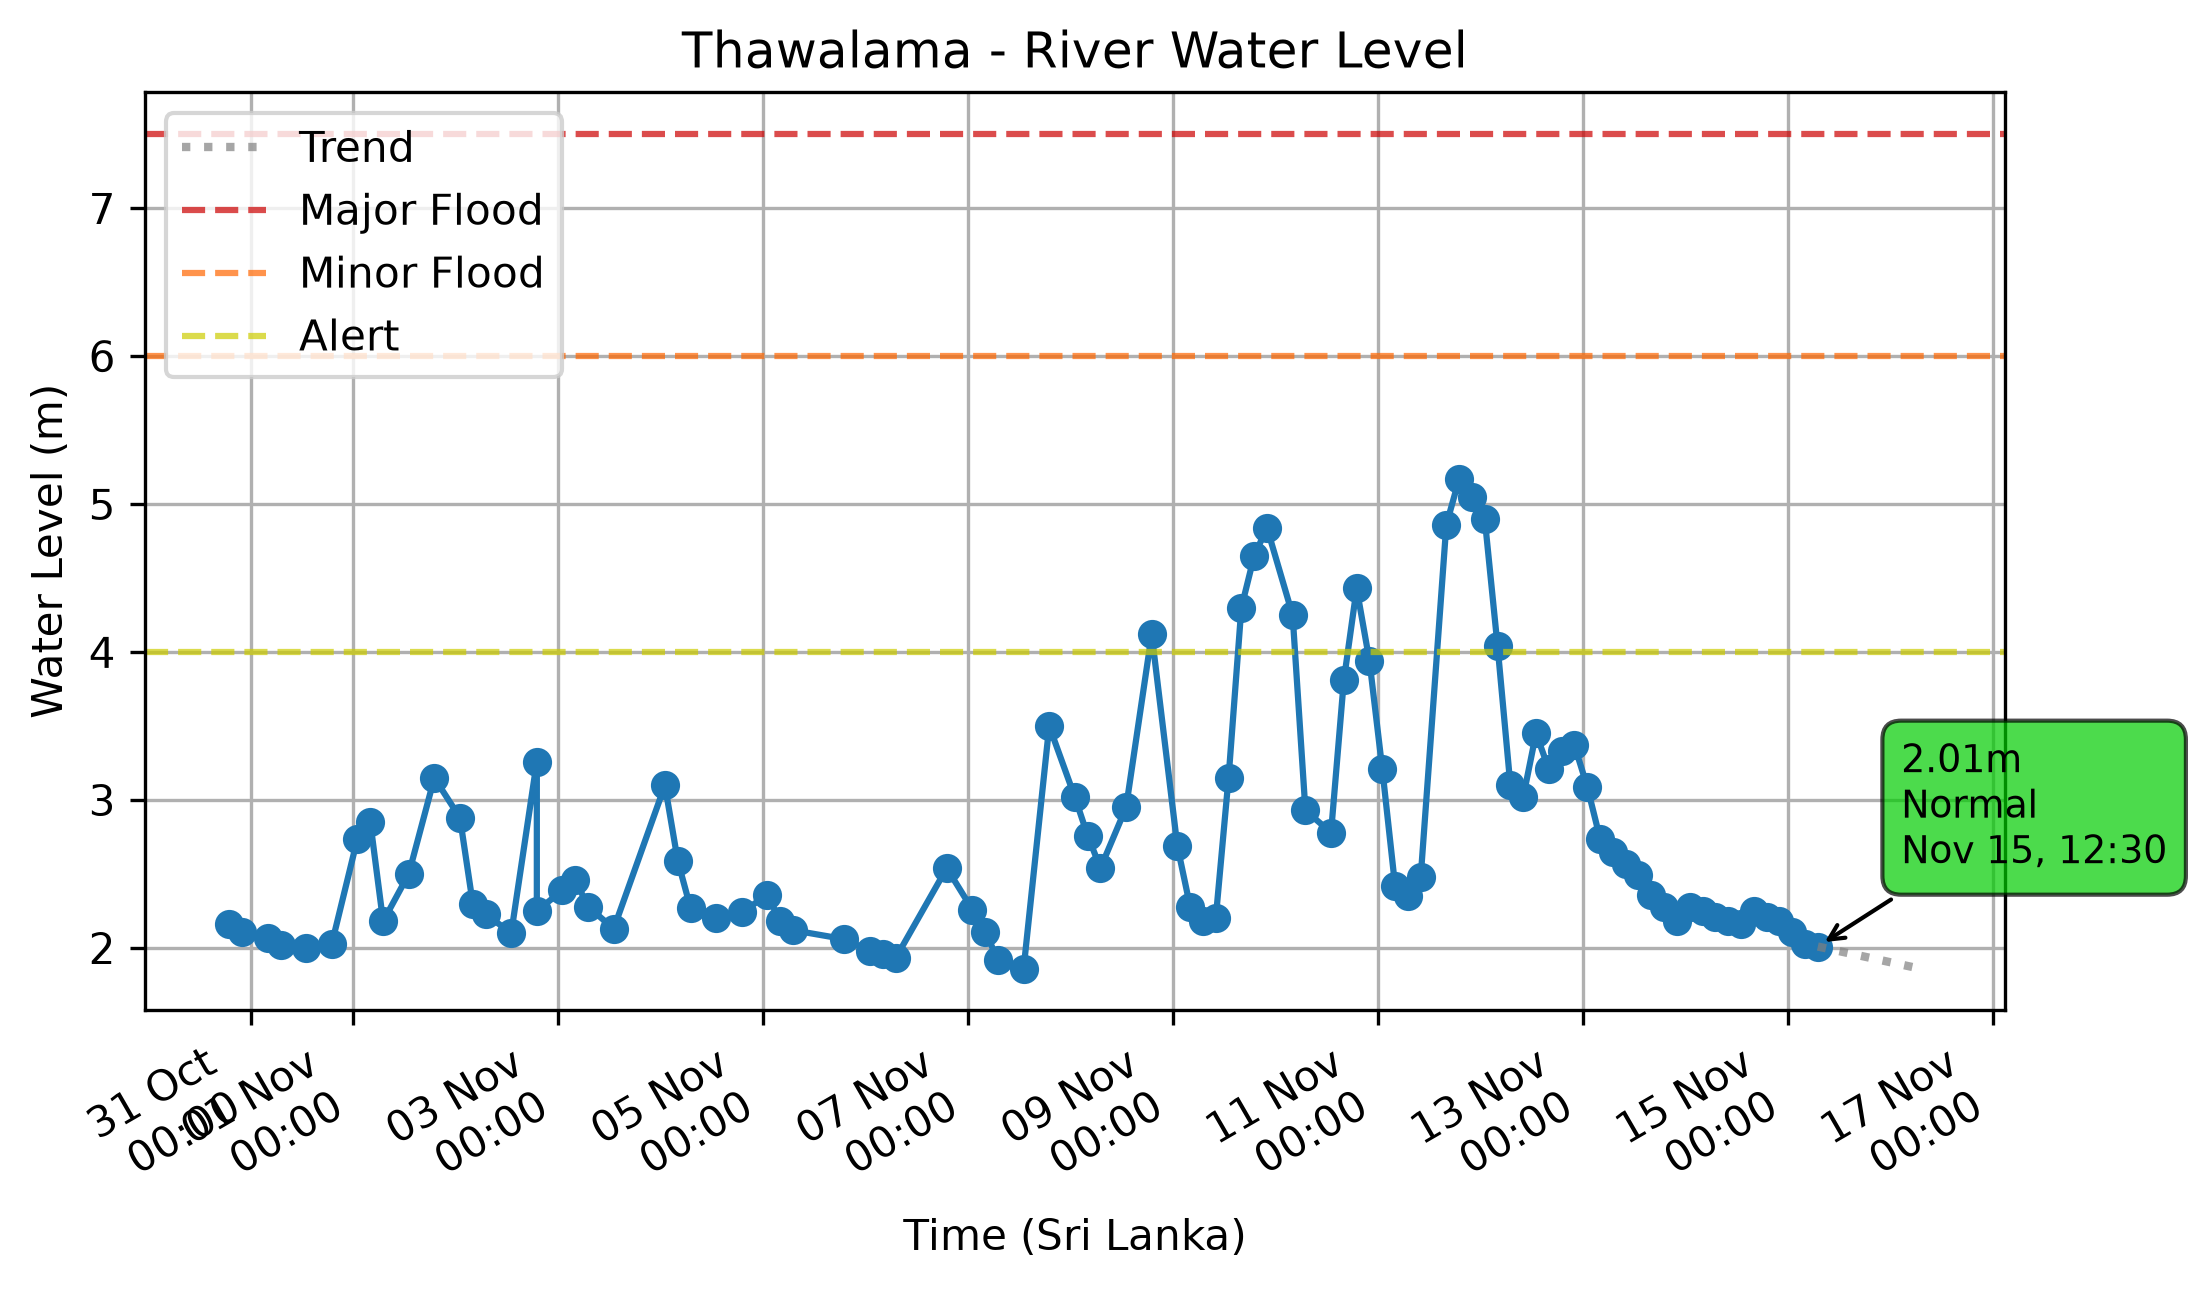 Thawalama - River Water Level
Trend
Major Flood
Minor Flood
Alert
Water Level (m)
7
6
5
4
3
2
2.01m
Normal
Nov 15, 12:30
31 Oct
00:00
01 Nov
00:00
03 Nov
00:00
05 Nov
00:00
07 Nov
00:00
09 Nov
00:00
11 Nov
00:00
13 Nov
00:00
15 Nov
00:00
17 Nov
00:00
Time (Sri Lanka)